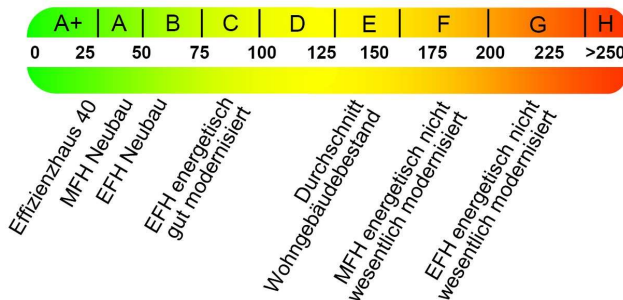 A+ A B C D E F G H
0 25 50 75 100 125 150 175 200 225 >250
Effizienzhaus 40
MFH Neubau
EFH Neubau
EFH energetisch
gut modernisiert
Durchschnitt
Wohngebäudebestand
MFH energetisch nicht
wesentlich modernisiert
EFH energetisch nicht
wesentlich modernisiert